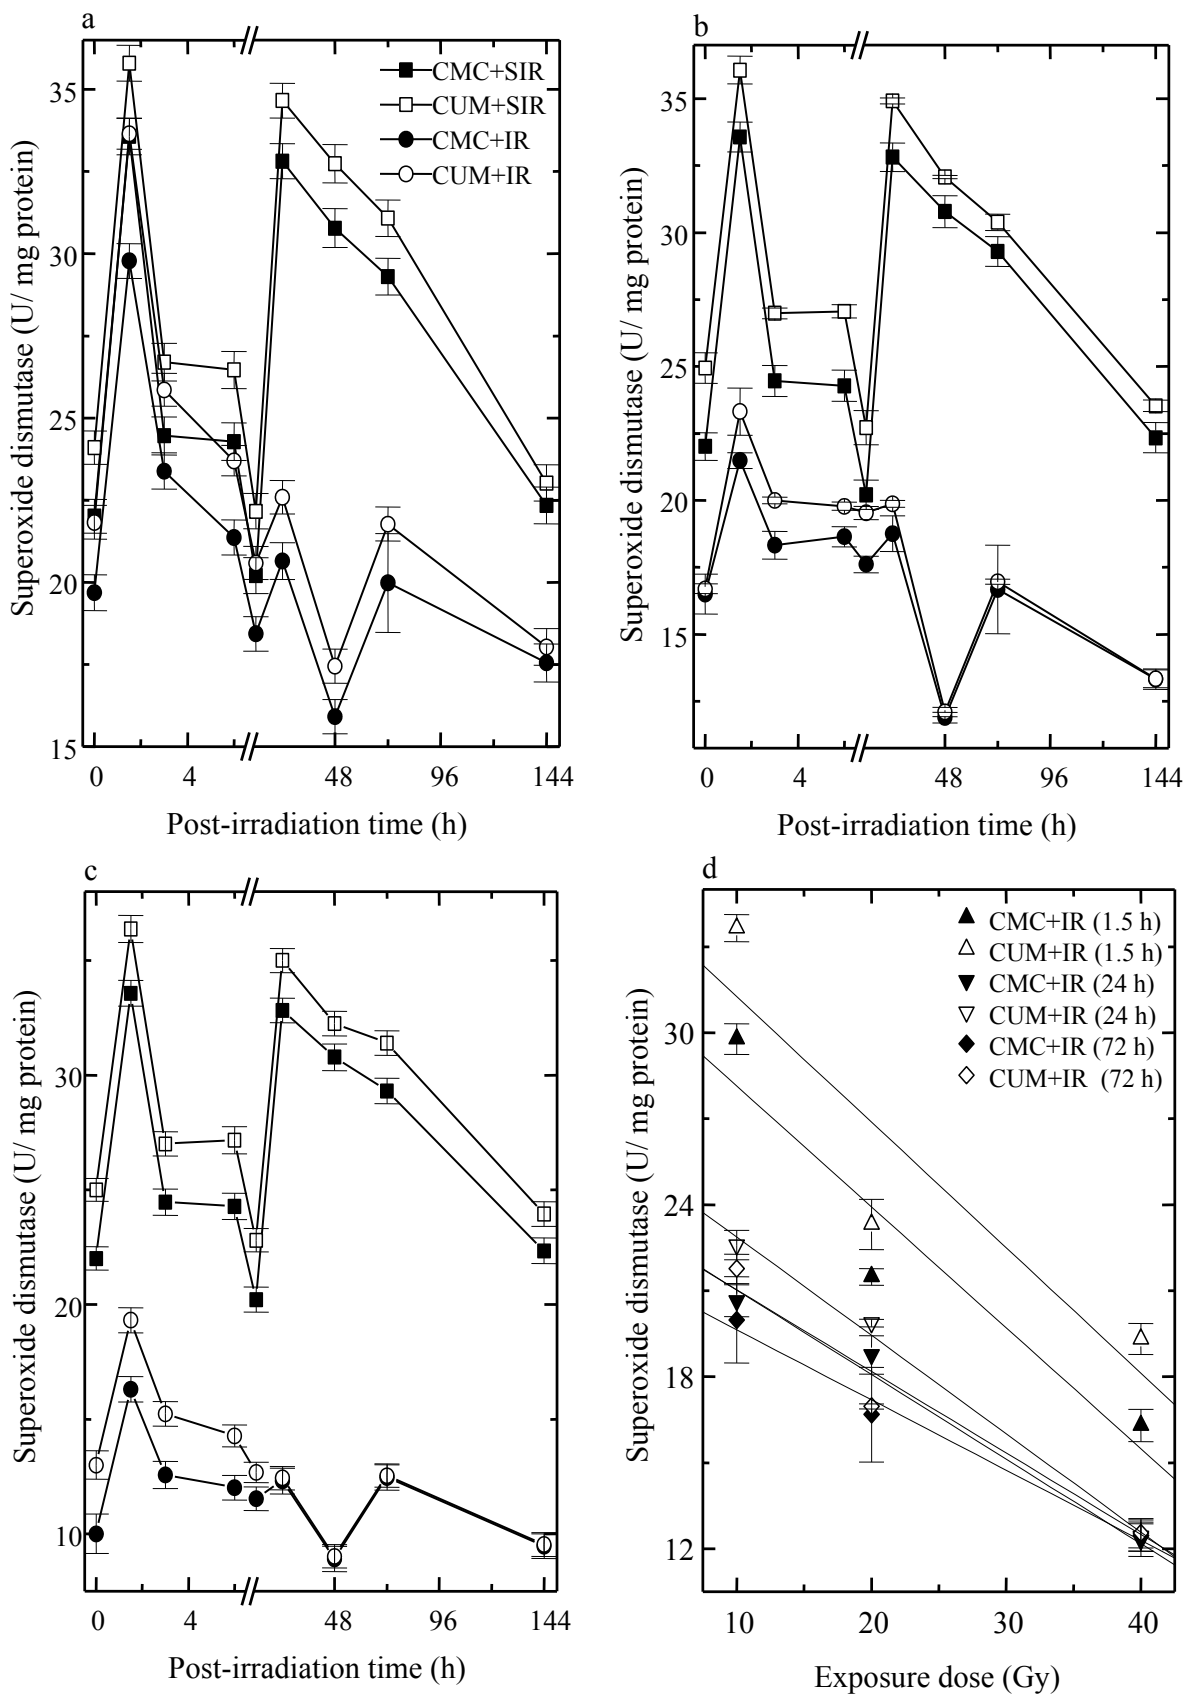 a
Superoxide dismutase (U/ mg protein)
35
30
25
20
15
CMC+SIR
CUM+SIR
CMC+IR
CUM+IR
0 4 48 96 144
Post-irradiation time (h)
b
Superoxide dismutase (U/ mg protein)
35
30
25
20
15
0 4 48 96 144
Post-irradiation time (h)
c
Superoxide dismutase (U/ mg protein)
30
20
10
0 4 48 96 144
Post-irradiation time (h)
d
Superoxide dismutase (U/ mg protein)
30
24
18
12
CMC+IR (1.5 h)
CUM+IR (1.5 h)
CMC+IR (24 h)
CUM+IR (24 h)
CMC+IR (72 h)
CUM+IR (72 h)
10 20 30 40
Exposure dose (Gy)